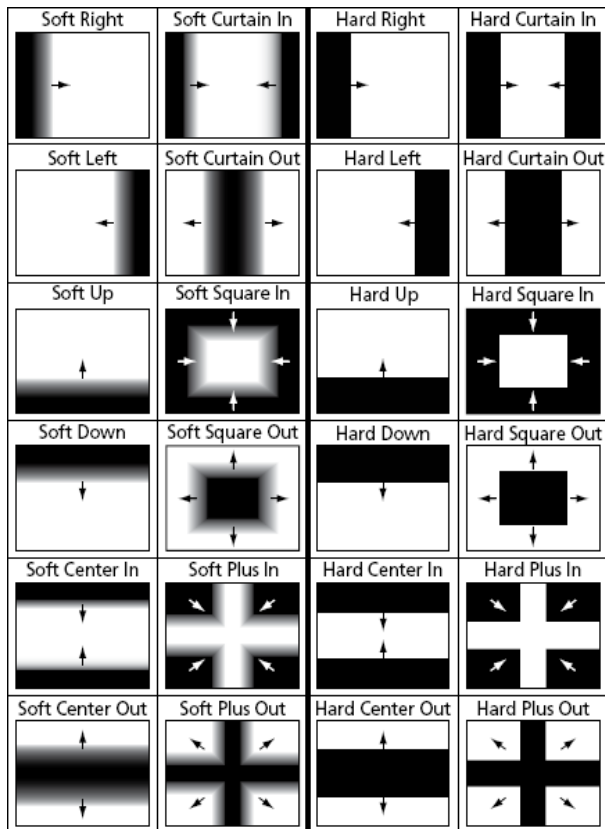 Soft Right
Soft Curtain In
Hard Right
Hard Curtain In
Soft Left
Soft Curtain Out
Hard Left
Hard Curtain Out
Soft Up
Soft Square In
Hard Up
Hard Square In
Soft Down
Soft Square Out
Hard Down
Hard Square Out
Soft Center In
Soft Plus In
Hard Center In
Hard Plus In
Soft Center Out
Soft Plus Out
Hard Center Out
Hard Plus Out